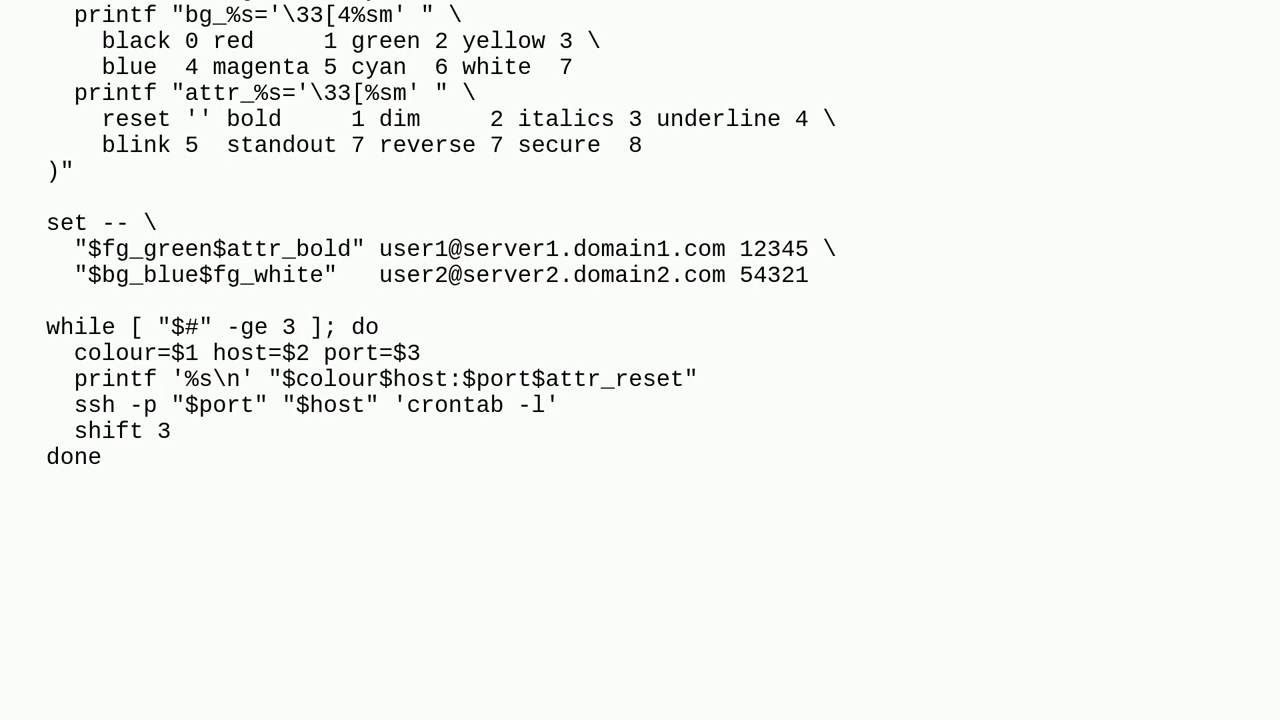 printf "bg_%s='\33[4%sm' " \
black 0 red     1 green 2 yellow 3 \
blue  4 magenta 5 cyan  6 white  7
printf "attr_%s='\33[%sm' " \
reset '' bold     1 dim     2 italics 3 underline 4 \
blink 5  standout 7 reverse 7 secure  8
)"
set -- \
"$fg_green$attr_bold" user1@server1.domain1.com 12345 \
"$bg_blue$fg_white"   user2@server2.domain2.com 54321
while [ "$#" -ge 3 ]; do
colour=$1 host=$2 port=$3
printf '%s\n' "$colour$host:$port$attr_reset"
ssh -p "$port" "$host" 'crontab -l'
shift 3
done